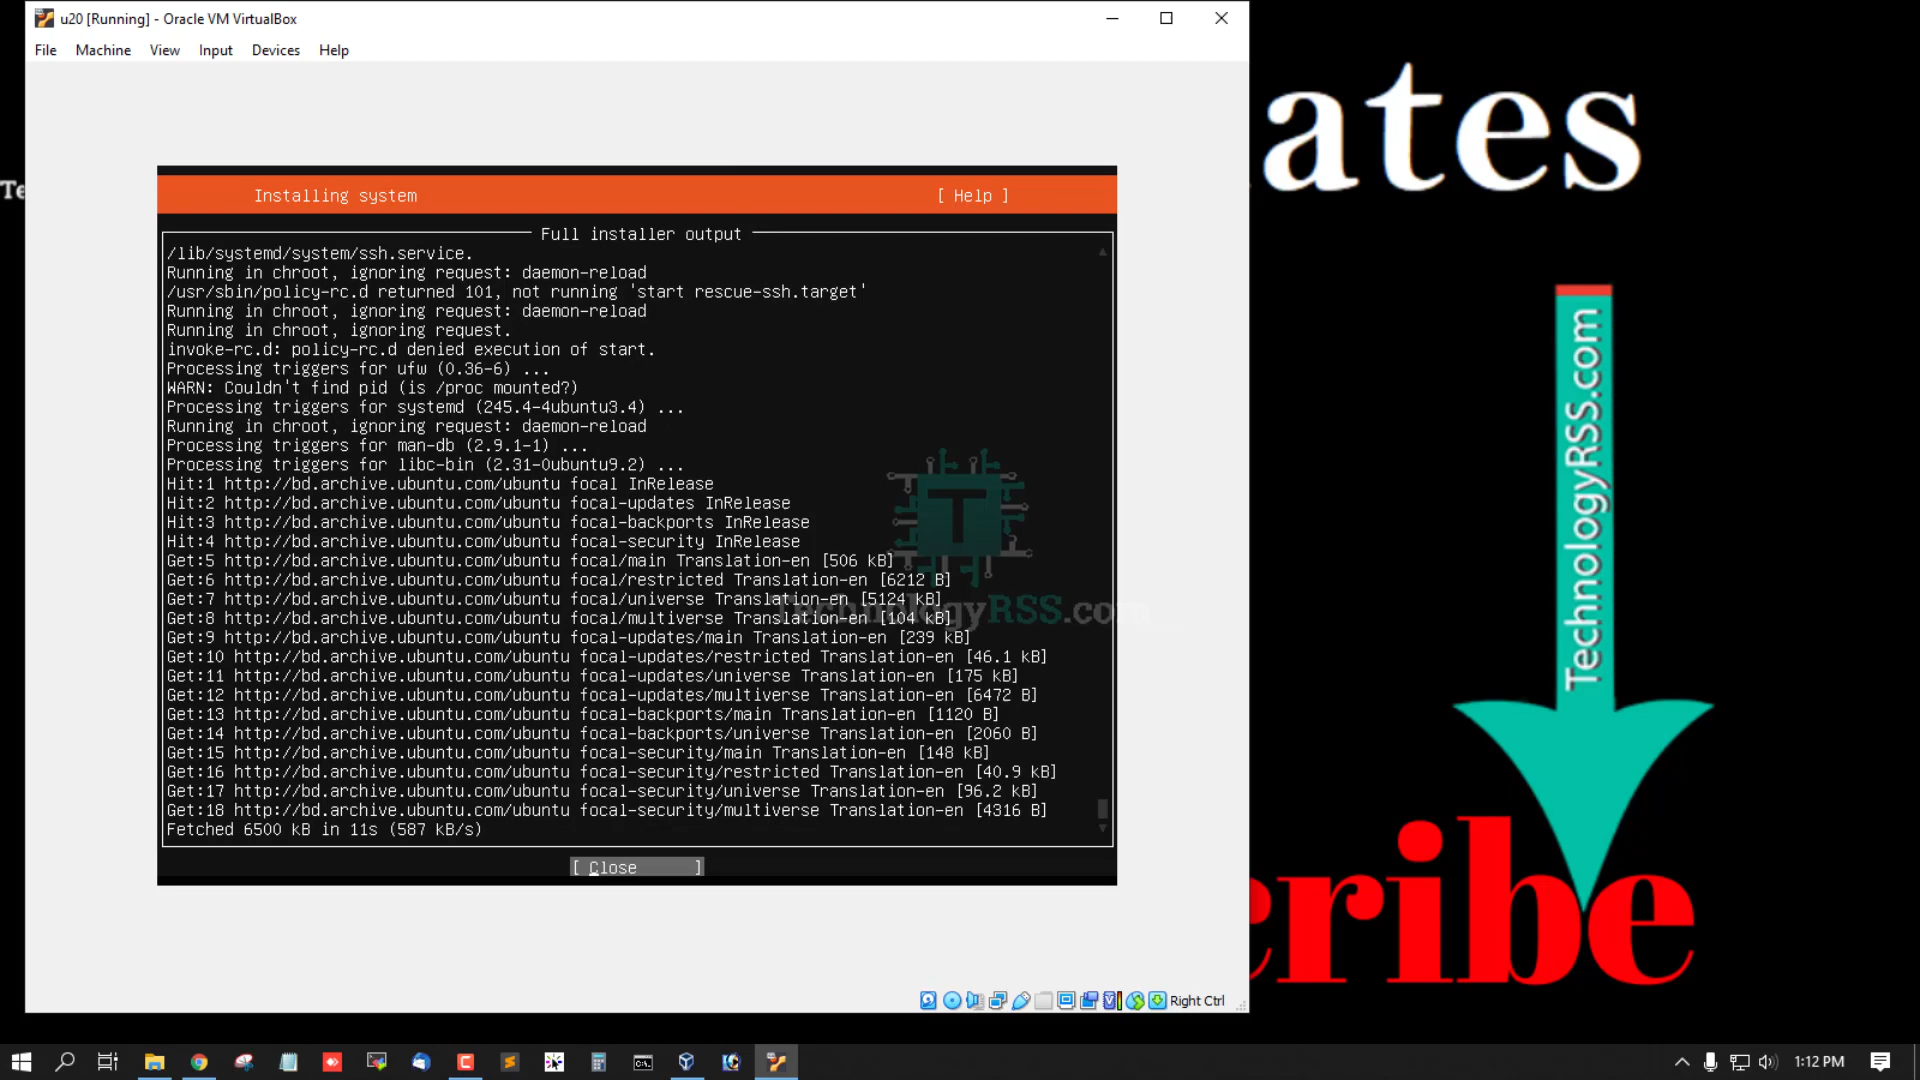 u20 [Running] - Oracle VM VirtualBox
File Machine View Input Devices Help
ates
Te
Installing system [ Help ]
Full installer output
/lib/systemd/system/ssh.service.
Running in chroot, ignoring request: daemon-reload
/usr/sbin/policy-rc.d returned 101, not running 'start rescue-ssh.target'
Running in chroot, ignoring request: daemon-reload
Running in chroot, ignoring request.
invoke-rc.d: policy-rc.d denied execution of start.
Processing triggers for ufw (0.36-6) ...
WARN: Couldn't find pid (is /proc mounted?)
Processing triggers for systemd (245.4-4ubuntu3.4) ...
Running in chroot, ignoring request: daemon-reload
Processing triggers for man-db (2.9.1-1) ...
Processing triggers for libc-bin (2.31-0ubuntu9.2) ...
Hit:1 http://bd.archive.ubuntu.com/ubuntu focal InRelease
Hit:2 http://bd.archive.ubuntu.com/ubuntu focal-updates InRelease
Hit:3 http://bd.archive.ubuntu.com/ubuntu focal-backports InRelease
Hit:4 http://bd.archive.ubuntu.com/ubuntu focal-security InRelease
Get:5 http://bd.archive.ubuntu.com/ubuntu focal/main Translation-en [506 kB]
Get:6 http://bd.archive.ubuntu.com/ubuntu focal/restricted Translation-en [6212 B]
Get:7 http://bd.archive.ubuntu.com/ubuntu focal/universe Translation-en [5124 kB]
Get:8 http://bd.archive.ubuntu.com/ubuntu focal/multiverse Translation-en [104 kB]
Get:9 http://bd.archive.ubuntu.com/ubuntu focal-updates/main Translation-en [239 kB]
Get:10 http://bd.archive.ubuntu.com/ubuntu focal-updates/restricted Translation-en [46.1 kB]
Get:11 http://bd.archive.ubuntu.com/ubuntu focal-updates/universe Translation-en [175 kB]
Get:12 http://bd.archive.ubuntu.com/ubuntu focal-updates/multiverse Translation-en [6472 B]
Get:13 http://bd.archive.ubuntu.com/ubuntu focal-backports/main Translation-en [1120 B]
Get:14 http://bd.archive.ubuntu.com/ubuntu focal-backports/universe Translation-en [2060 B]
Get:15 http://bd.archive.ubuntu.com/ubuntu focal-security/main Translation-en [148 kB]
Get:16 http://bd.archive.ubuntu.com/ubuntu focal-security/restricted Translation-en [40.9 kB]
Get:17 http://bd.archive.ubuntu.com/ubuntu focal-security/universe Translation-en [96.2 kB]
Get:18 http://bd.archive.ubuntu.com/ubuntu focal-security/multiverse Translation-en [4316 B]
Fetched 6500 kB in 11s (587 kB/s)
[ Close ]
TechnologyRSS.com
TechnologyRSS.com
cribe
Right Ctrl
1:12 PM